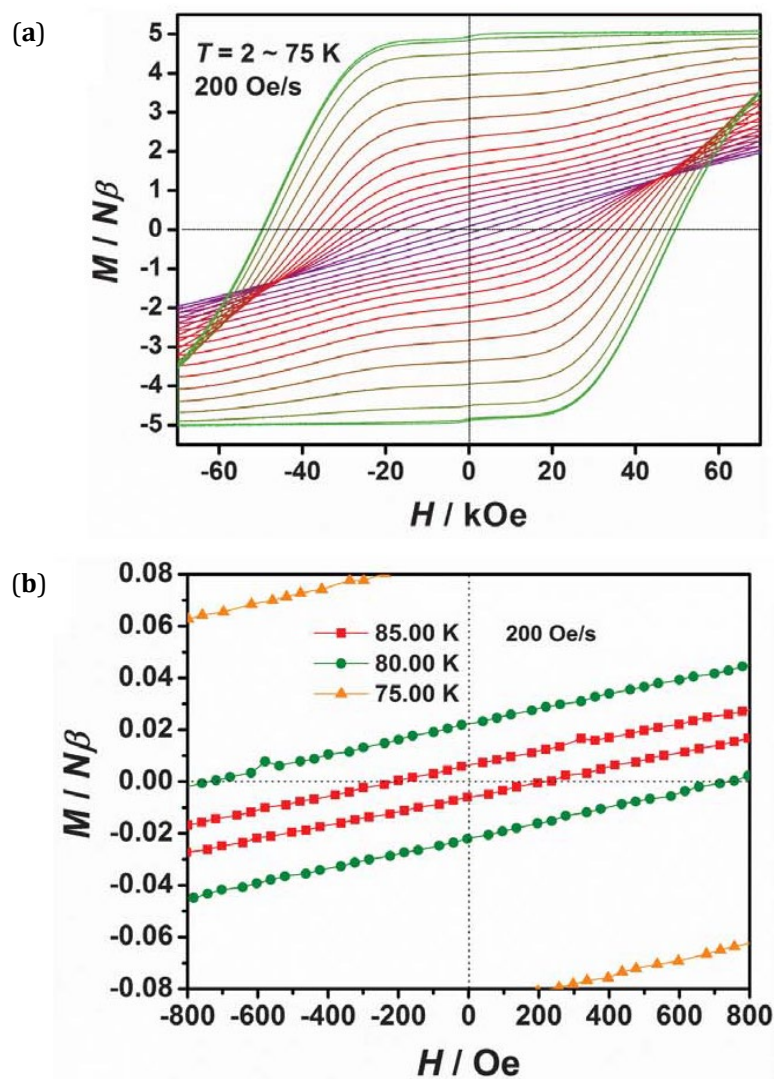 (a)
T = 2 ~ 75 K
200 Oe/s
5
4
3
2
1
0
-1
-2
-3
-4
-5
M / Nβ
-60 -40 -20 0 20 40 60
H / kOe
(b)
0.08
0.06
0.04
0.02
0.00
-0.02
-0.04
-0.06
-0.08
M / Nβ
85.00 K
80.00 K
75.00 K
200 Oe/s
-800 -600 -400 -200 0 200 400 600 800
H / Oe